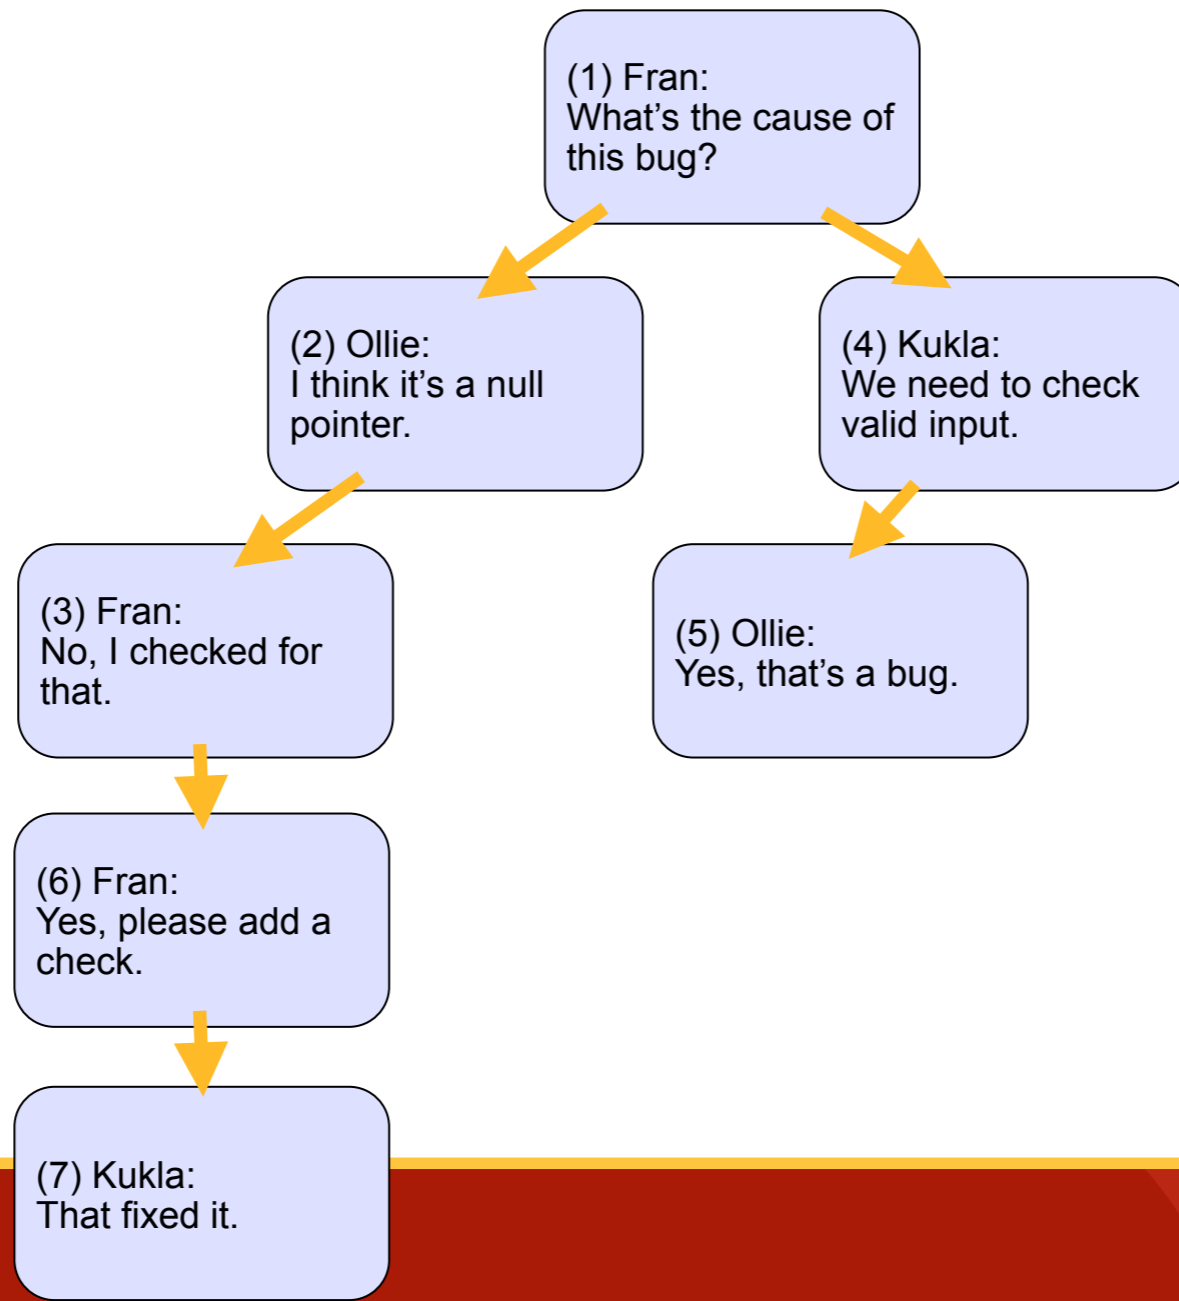 (1) Fran:
What’s the cause of
this bug?
(2) Ollie:
I think it’s a null
pointer.
(4) Kukla:
We need to check
valid input.
(3) Fran:
No, I checked for
that.
(5) Ollie:
Yes, that’s a bug.
(6) Fran:
Yes, please add a
check.
(7) Kukla:
That fixed it.